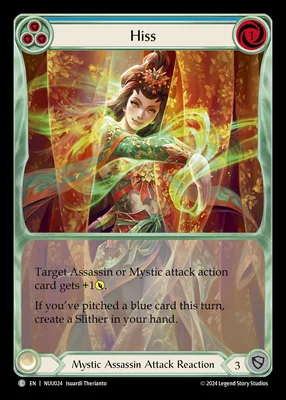 Hiss
1
Target Assassin or Mystic attack action
card gets +1
If you've pitched a blue card this turn,
create a Slither in your hand.
Mystic Assassin Attack Reaction
3
C EN | NUU024 Isuardi Therianto
© 2024 Legend Story Studios